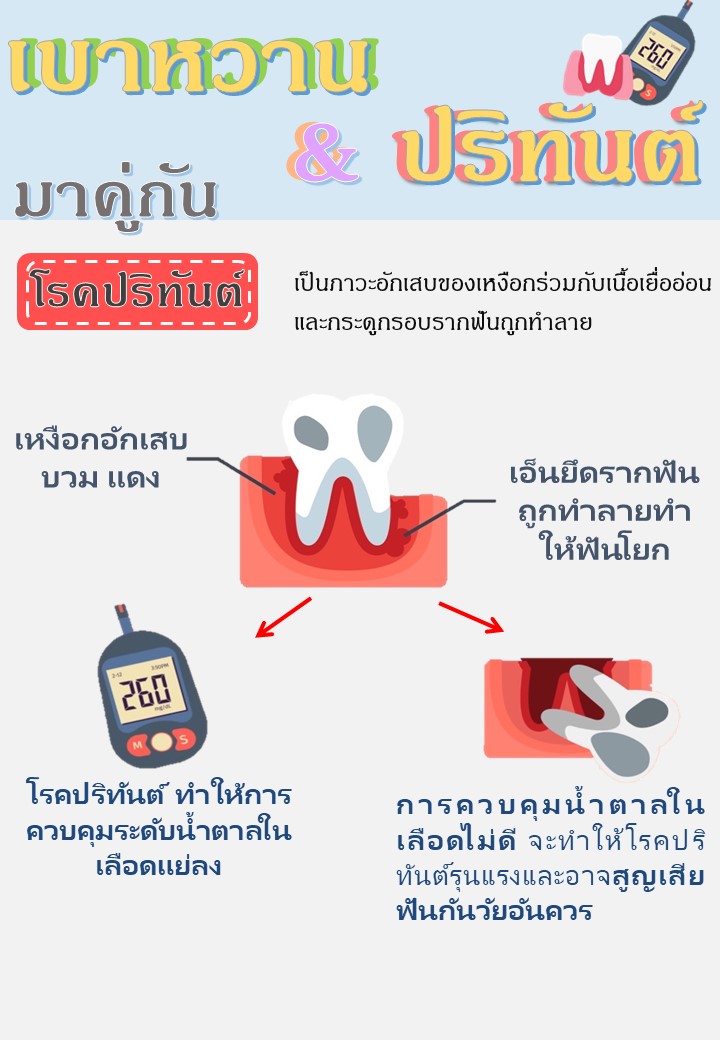 เบาหวาน
& ปริทันต์
มาคู่กัน
260
S
โรคปริทันต์
เป็นภาวะอักเสบของเหงือกร่วมกับเนื้อเยื่ออ่อน
และกระดูกรอบรากฟันถูกทำลาย
เหงือกอักเสบ
บวม แดง
เอ็นยึดรากฟัน
ถูกทำลายทำ
ให้ฟันโยก
2-12 3:30PM
260
mg/dL
M S
โรคปริทันต์ ทำให้การ
ควบคุมระดับน้ำตาลใน
เลือดแย่ลง
การควบคุมน้ำตาลใน
เลือดไม่ดี จะทำให้โรคปริ
ทันต์รุนแรงและอาจสูญเสีย
ฟันกันวัยอันควร